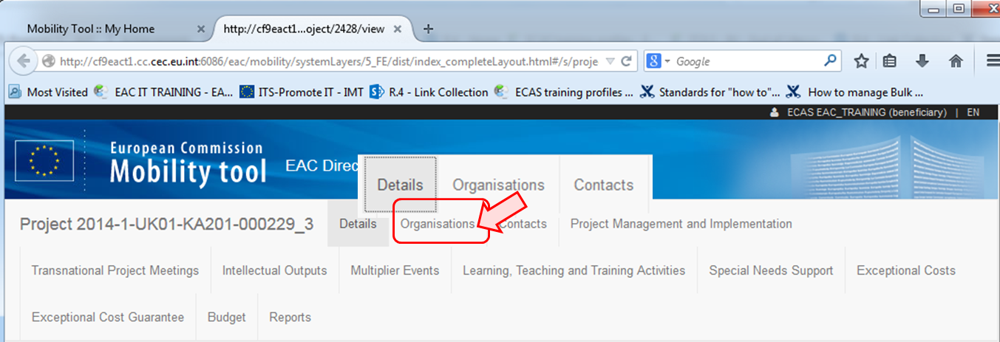 Mobility Tool :: My Home
http://cf9eact1...oject/2428/view
http://cf9eact1.cc.cec.eu.int:6086/eac/mobility/systemLayers/5_FE/dist/index_completeLayout.html#/s/proje
Google
Most Visited EAC IT TRAINING - EA... ITS-Promote IT - IMT R.4 - Link Collection ECAS training profiles ... Standards for "how to"... How to manage Bulk ...
ECAS EAC_TRAINING (beneficiary) | EN
European Commission
Mobility tool
EAC Direc
Details Organisations Contacts
Project 2014-1-UK01-KA201-000229_3 Details Organisations Contacts Project Management and Implementation
Transnational Project Meetings Intellectual Outputs Multiplier Events Learning, Teaching and Training Activities Special Needs Support Exceptional Costs
Exceptional Cost Guarantee Budget Reports